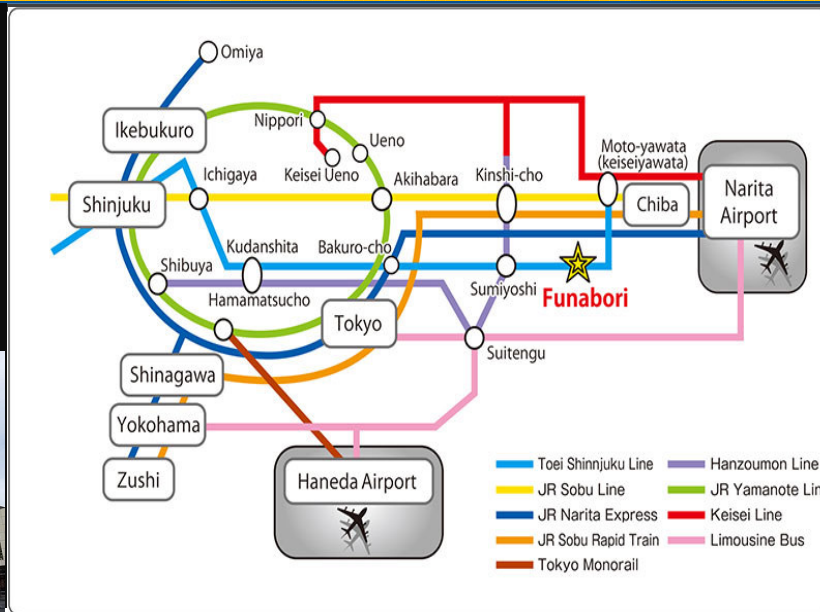 Omiya
Ikebukuro
Nippori
Ueno
Keisei Ueno
Moto-yawata
(keiseiyawata)
Ichigaya
Akihabara
Kinshi-cho
Shinjuku
Chiba
Narita
Airport
Kudanshita
Bakuro-cho
Shibuya
Hamamatsucho
Sumiyoshi
Funabori
Tokyo
Suitengu
Shinagawa
Yokohama
Zushi
Haneda Airport
Toei Shinnjuku Line
Hanzoumon Line
JR Sobu Line
JR Yamanote Lin
JR Narita Express
Keisei Line
JR Sobu Rapid Train
Limousine Bus
Tokyo Monorail